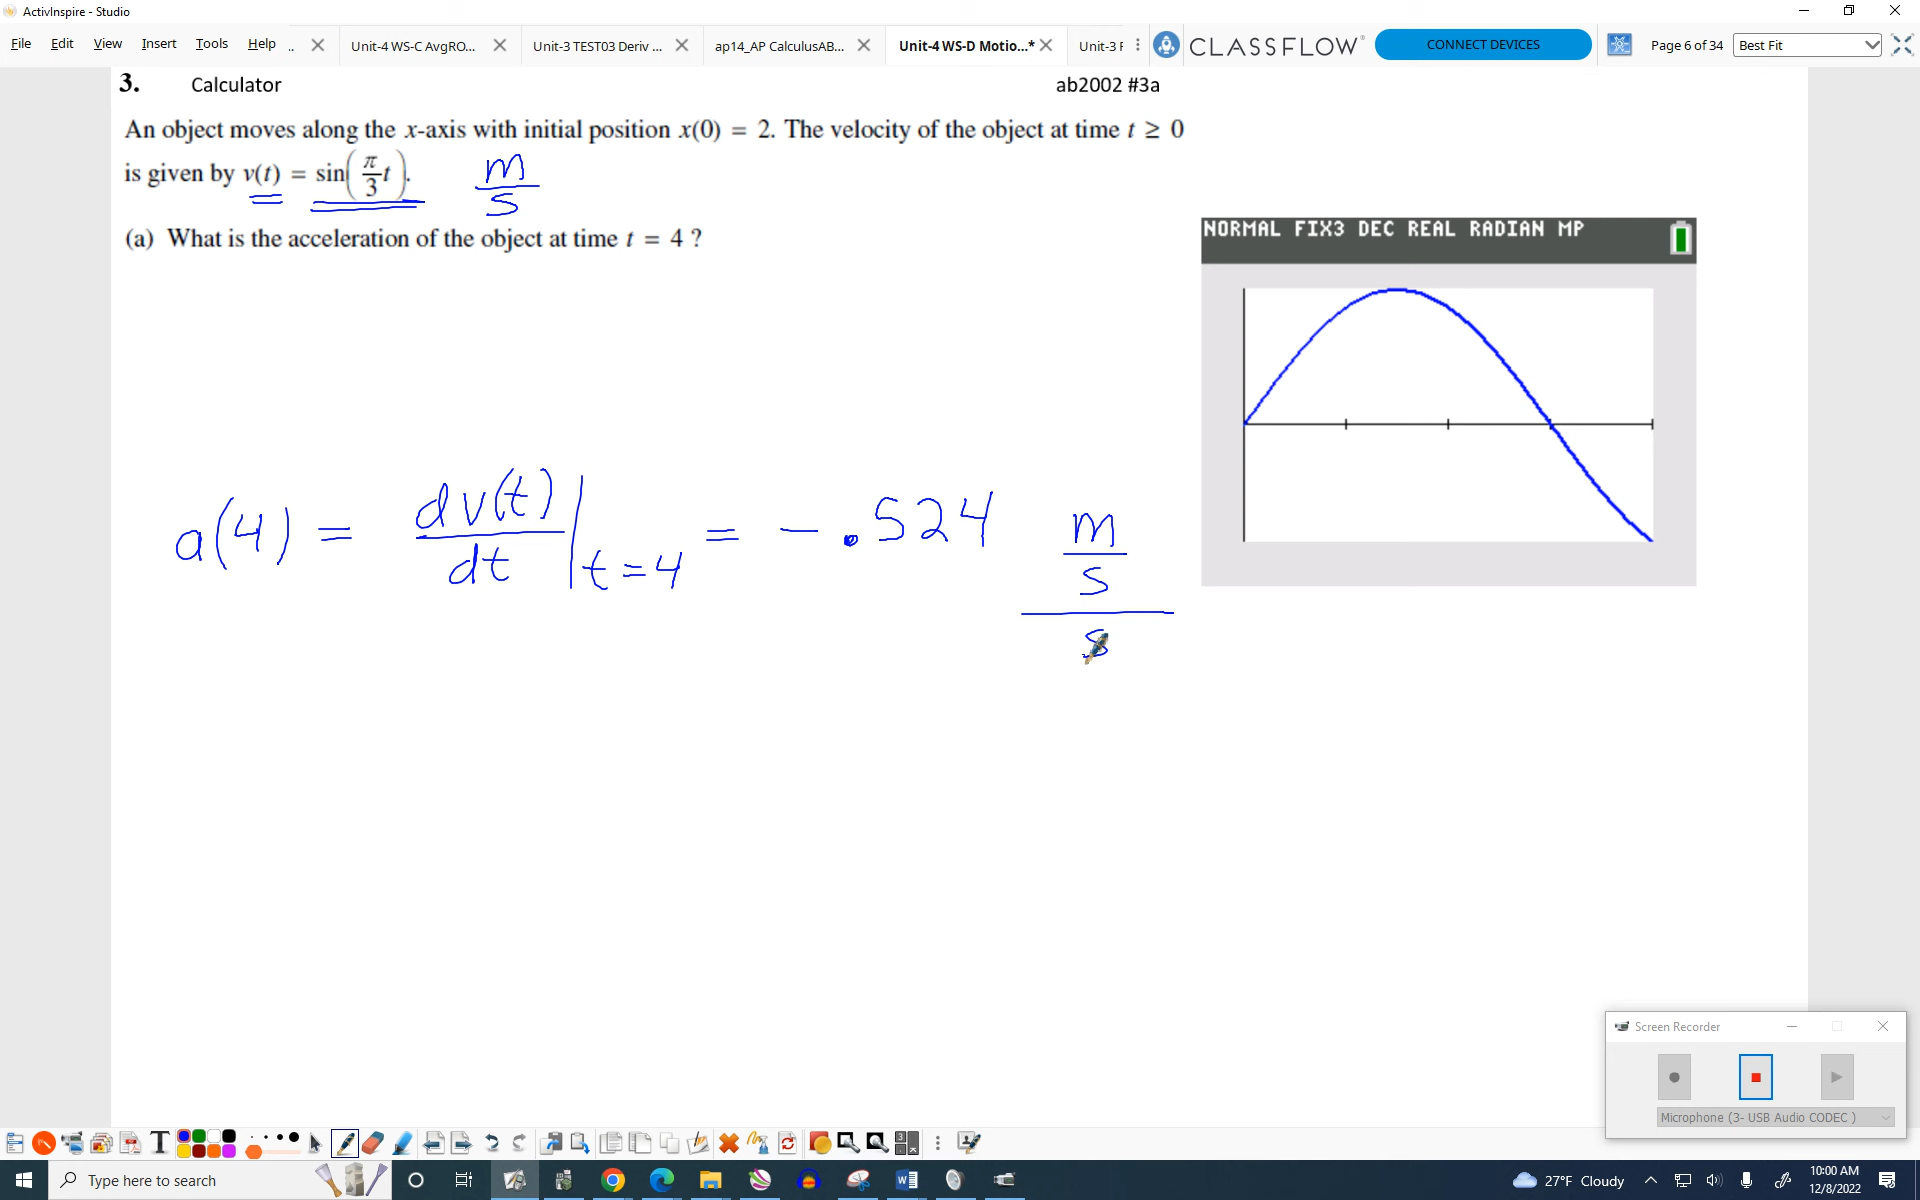 ActivInspire - Studio
File Edit View Insert Tools Help .. Unit-4 WS-C AvgRO... Unit-3 TEST03 Deriv ... ap14_AP CalculusAB... Unit-4 WS-D Motio...* Unit-3 F CLASSFLOW CONNECT DEVICES Page 6 of 34 Best Fit
3. Calculator ab2002 #3a
An object moves along the x-axis with initial position x(0) = 2. The velocity of the object at time t ≥ 0
is given by v(t) = sin(π/3 t). m/s
(a) What is the acceleration of the object at time t = 4 ?
NORMAL FIX3 DEC REAL RADIAN MP
a(4) = dv(t)/dt |t=4 = - .524 m/s/s
Screen Recorder
Microphone (3- USB Audio CODEC )
Type here to search
27°F Cloudy
10:00 AM
12/8/2022